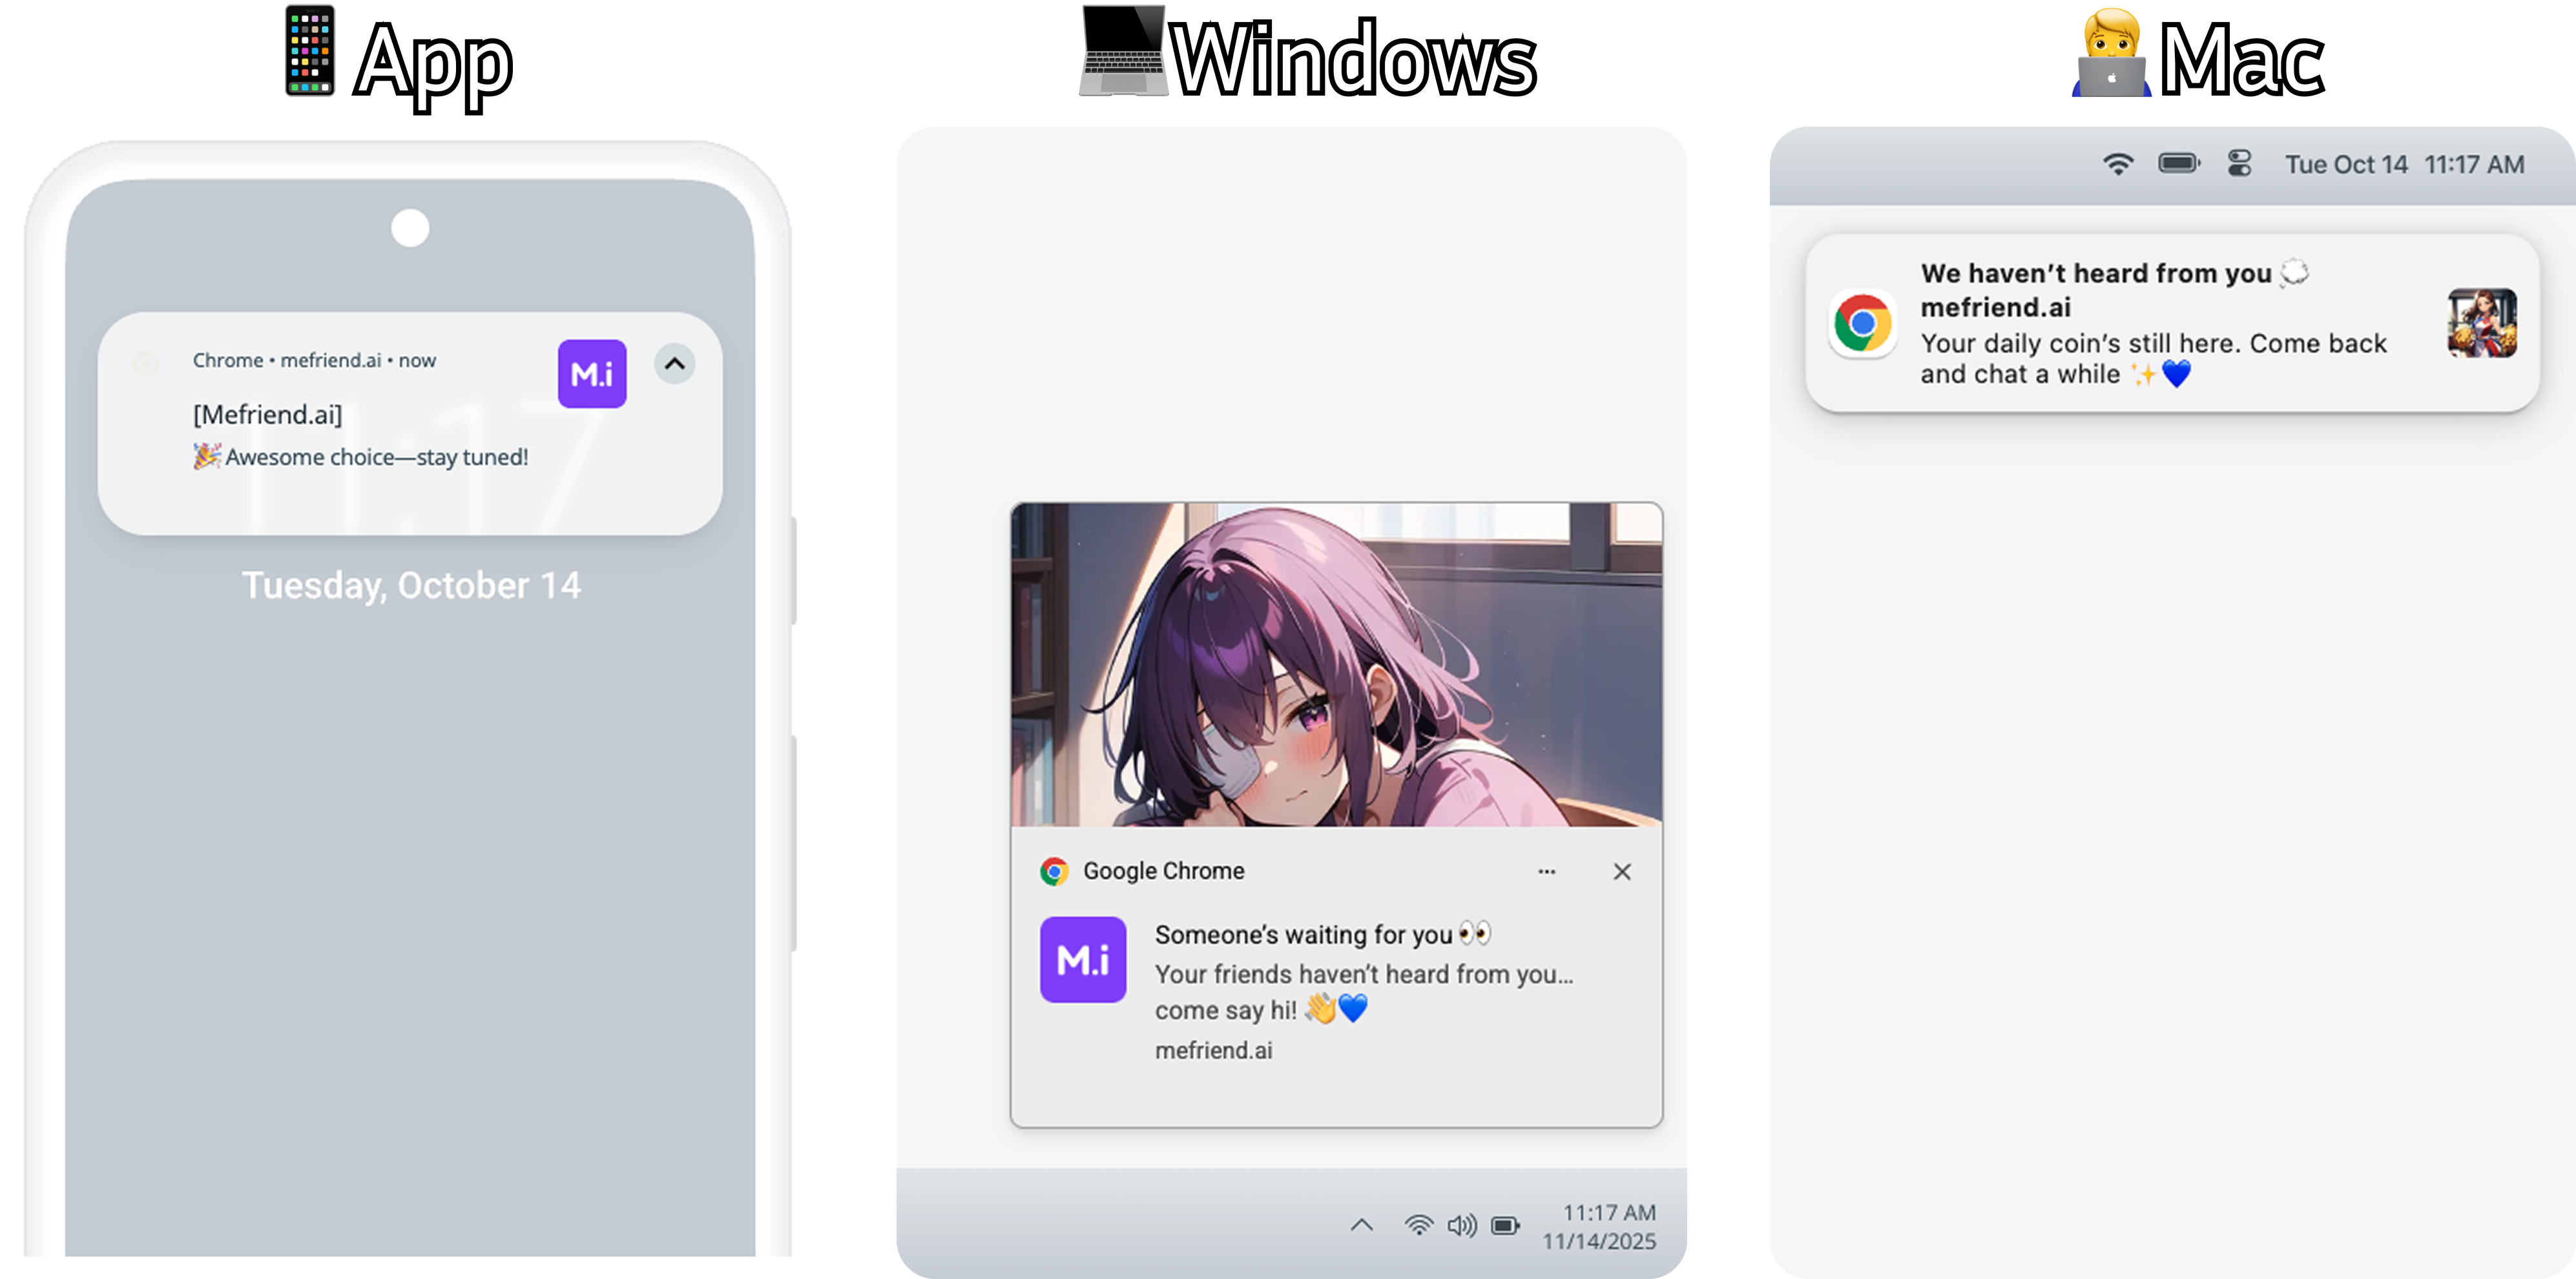 📱App
💻Windows
👨‍💻Mac
Chrome • mefriend.ai • now
M.i
[Mefriend.ai]
🎉Awesome choice—stay tuned!
11:17
Tuesday, October 14
Google Chrome
M.i
Someone’s waiting for you 👀
Your friends haven’t heard from you...
come say hi! 👋💙
mefriend.ai
11:17 AM
11/14/2025
Tue Oct 14 11:17 AM
We haven’t heard from you 💭
mefriend.ai
Your daily coin’s still here. Come back
and chat a while ✨💙